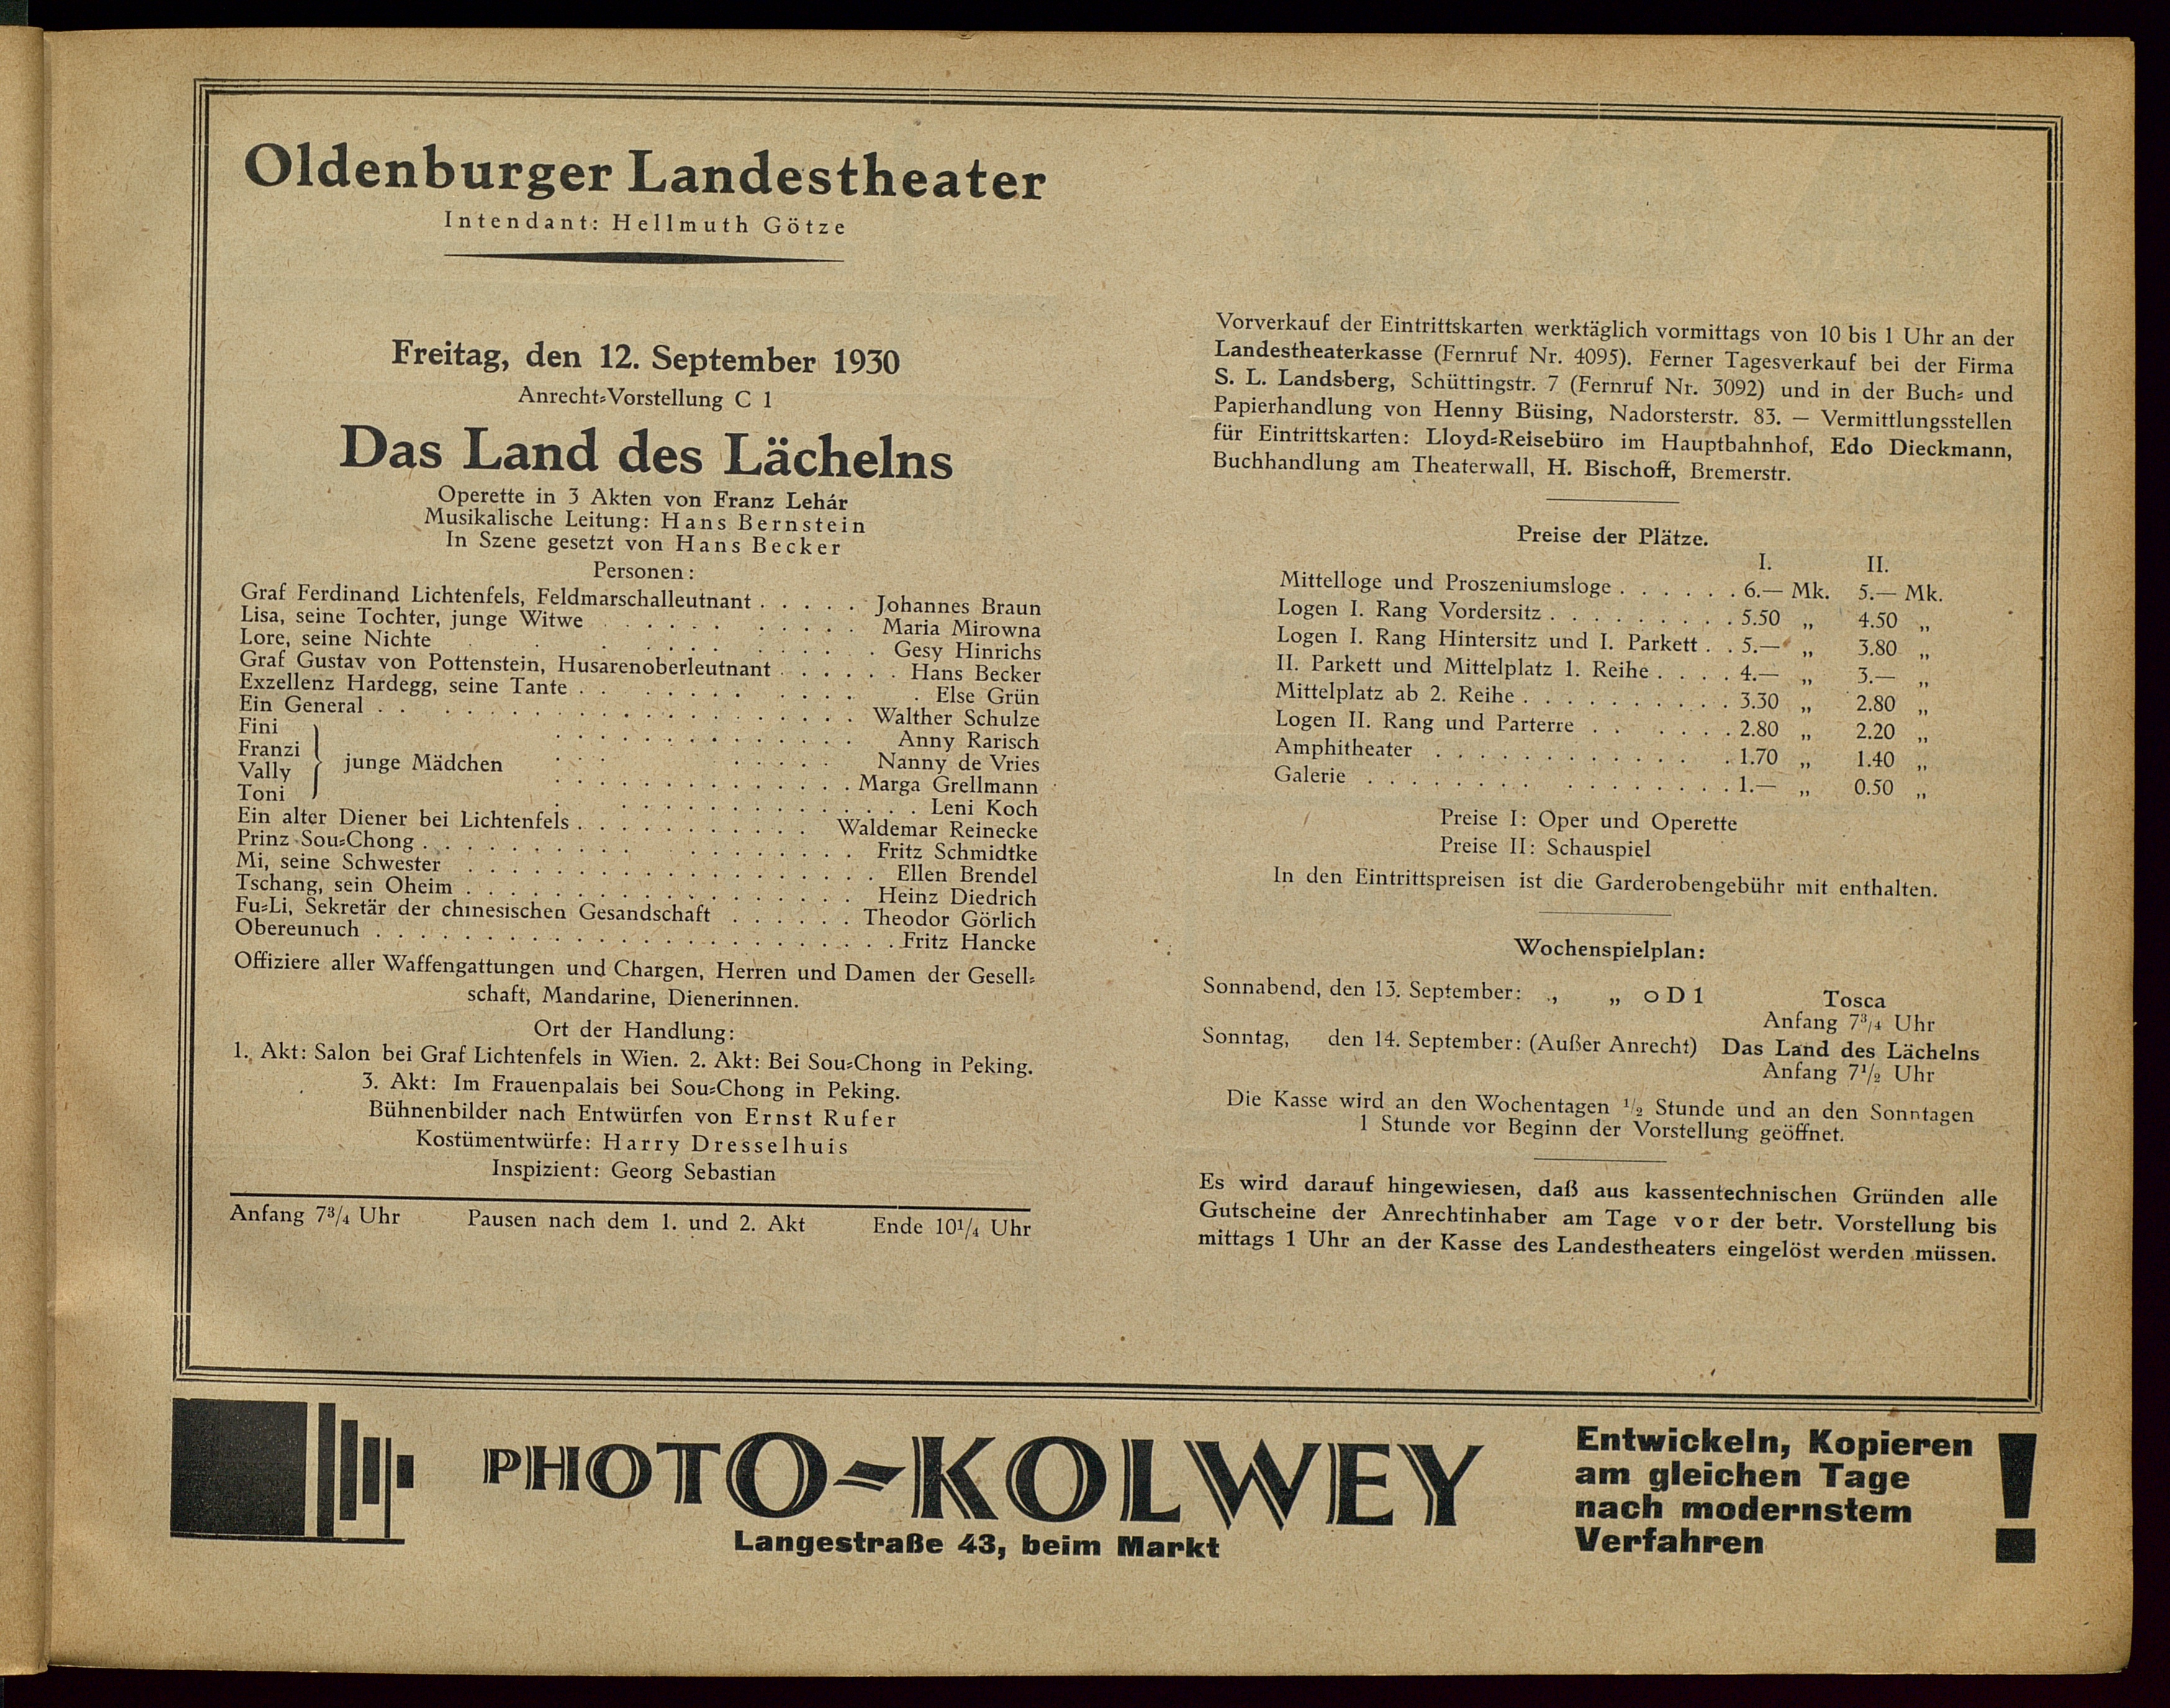 Oldenburger Landestheater
Intendant: Hellmuth Götze
Freitag, den 12. September 1930
Anrecht=Vorstellung C 1
Das Land des Lächelns
Operette in 3 Akten von Franz Lehár
Musikalische Leitung: Hans Bernstein
In Szene gesetzt von Hans Becker
Personen:
Graf Ferdinand Lichtenfels, Feldmarschalleutnant . . . . . Johannes Braun
Lisa, seine Tochter, junge Witwe . . . . . . . . . . Maria Mirowna
Lore, seine Nichte . . . . . . . . . . Gesy Hinrichs
Graf Gustav von Pottenstein, Husarenoberleutnant . . . . . . Hans Becker
Exzellenz Hardegg, seine Tante . . . . . . . . . . Else Grün
Ein General . . . . . . . . . . . . . . . . Walther Schulze
Fini . . . . . . . . . . . . . . Anny Rarisch
Franzi . . . . . . . . Nanny de Vries
junge Mädchen
Vally . . . . . . . . . . . . . . Marga Grellmann
Toni . . . . . . . . . . . . . . Leni Koch
Ein alter Diener bei Lichtenfels . . . . . . . . . . . Waldemar Reinecke
Prinz Sou=Chong . . . . . . . . . . . . . . . . Fritz Schmidtke
Mi, seine Schwester . . . . . . . . . . . . . . . . . . Ellen Brendel
Tschang, sein Oheim . . . . . . . . . . . . . . . . . Heinz Diedrich
Fu=Li, Sekretär der chinesischen Gesandschaft . . . . . . Theodor Görlich
Obereunuch . . . . . . . . . . . . . . . . . . . . . . . Fritz Hancke
Offiziere aller Waffengattungen und Chargen, Herren und Damen der Gesell=
schaft, Mandarine, Dienerinnen.
Ort der Handlung:
1. Akt: Salon bei Graf Lichtenfels in Wien. 2. Akt: Bei Sou=Chong in Peking.
3. Akt: Im Frauenpalais bei Sou=Chong in Peking.
Bühnenbilder nach Entwürfen von Ernst Rufer
Kostümentwürfe: Harry Dresselhuis
Inspizient: Georg Sebastian
Anfang 7¾ Uhr Pausen nach dem 1. und 2. Akt Ende 10¼ Uhr
Vorverkauf der Eintrittskarten werktäglich vormittags von 10 bis 1 Uhr an der
Landestheaterkasse (Fernruf Nr. 4095). Ferner Tagesverkauf bei der Firma
S. L. Landsberg, Schüttingstr. 7 (Fernruf Nr. 3092) und in der Buch= und
Papierhandlung von Henny Büsing, Nadorsterstr. 83. — Vermittlungsstellen
für Eintrittskarten: Lloyd=Reisebüro im Hauptbahnhof, Edo Dieckmann,
Buchhandlung am Theaterwall, H. Bischoff, Bremerstr.
Preise der Plätze.
I. II.
Mittelloge und Proszeniumsloge . . . . . . 6.— Mk. 5.— Mk.
Logen I. Rang Vordersitz . . . . . . . . . . 5.50 „ 4.50 „
Logen I. Rang Hintersitz und I. Parkett . . 5.— „ 3.80 „
II. Parkett und Mittelplatz 1. Reihe . . . . 4.— „ 3.— „
Mittelplatz ab 2. Reihe . . . . . . . . . . 3.30 „ 2.80 „
Logen II. Rang und Parterre . . . . . . 2.80 „ 2.20 „
Amphitheater . . . . . . . . . . . . . 1.70 „ 1.40 „
Galerie . . . . . . . . . . . . . . . 1.— „ 0.50 „
Preise I: Oper und Operette
Preise II: Schauspiel
In den Eintrittspreisen ist die Garderobengebühr mit enthalten.
Wochenspielplan:
Sonnabend, den 13. September: „ „ o D 1 Tosca
Anfang 7¾ Uhr
Sonntag, den 14. September: (Außer Anrecht) Das Land des Lächelns
Anfang 7½ Uhr
Die Kasse wird an den Wochentagen ½ Stunde und an den Sonntagen
1 Stunde vor Beginn der Vorstellung geöffnet.
Es wird darauf hingewiesen, daß aus kassentechnischen Gründen alle
Gutscheine der Anrechtinhaber am Tage vor der betr. Vorstellung bis
mittags 1 Uhr an der Kasse des Landestheaters eingelöst werden müssen.
PHOTO=KOLWEY
Langestraße 43, beim Markt
Entwickeln, Kopieren
am gleichen Tage
nach modernstem
Verfahren !